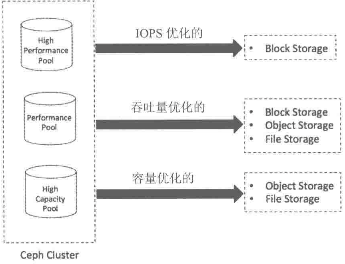 High
Performance
Pool
IOPS 优化的
• Block Storage
Performance
Pool
吞吐量优化的
• Block Storage
• Object Storage
• File Storage
High
Capacity
Pool
容量优化的
• Object Storage
• File Storage
Ceph Cluster